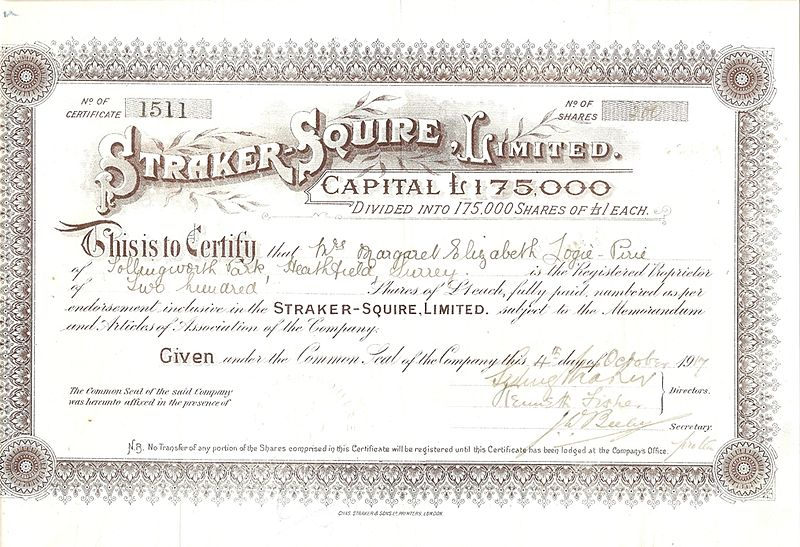 Nº OF CERTIFICATE 1511
Nº OF SHARES
STRAKER-SQUIRE, LIMITED.
CAPITAL £175,000
DIVIDED INTO 175,000 SHARES OF £1 EACH.
This is to Certify that Mrs Margaret Elizabeth Logie-Pirie
of Tollingworth Park, Heathfield, Surrey is the Registered Proprietor
of Two hundred Shares of £1 each, fully paid, numbered as per
endorsement inclusive in the STRAKER-SQUIRE, LIMITED. subject to the Memorandum
and Articles of Association of the Company.
Given under the Common Seal of the Company this 4th day of October 1917
The Common Seal of the said Company
was hereunto affixed in the presence of
Sydney Straker
Kenneth Fisher
Directors.
Secretary.
N.B. No Transfer of any portion of the Shares comprised in this Certificate will be registered until this Certificate has been lodged at the Company's Office.
CHAS. STRAKER & SONS LD, PRINTERS, LONDON.